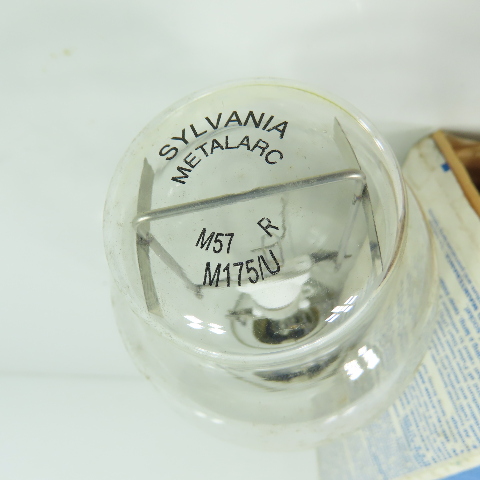 SYLVANIA
METALARC
R
M57
M175/U